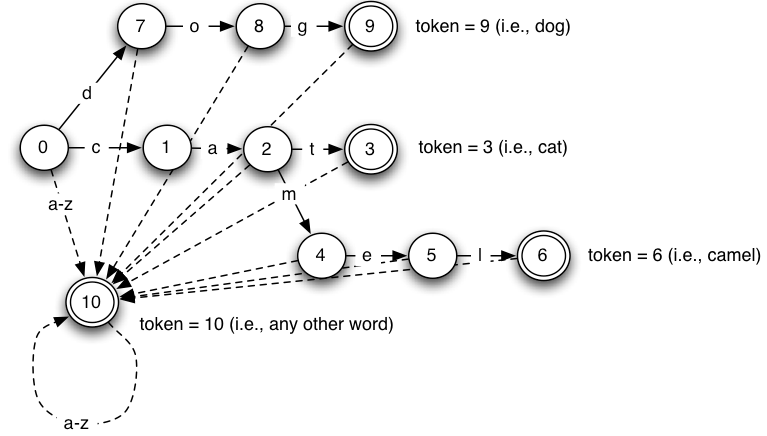 7 o 8 g 9 token = 9 (i.e., dog)
d
0 c 1 a 2 t 3 token = 3 (i.e., cat)
m
a-z
4 e 5 l 6 token = 6 (i.e., camel)
10
token = 10 (i.e., any other word)
a-z